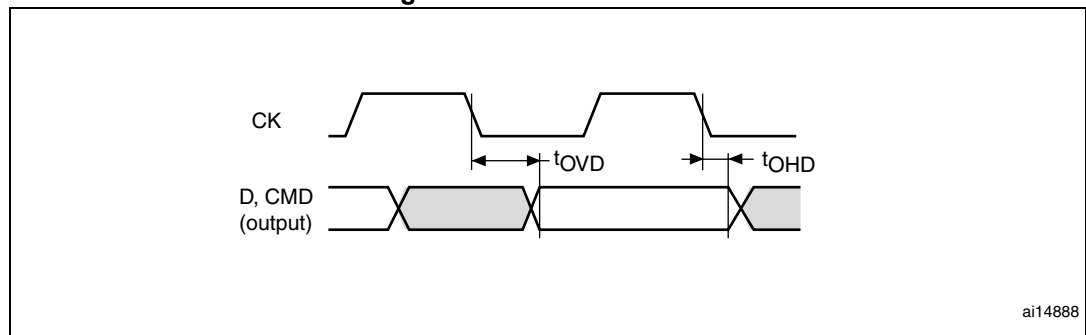 g
CK
tOVD
tOHD
D, CMD
(output)
ai14888